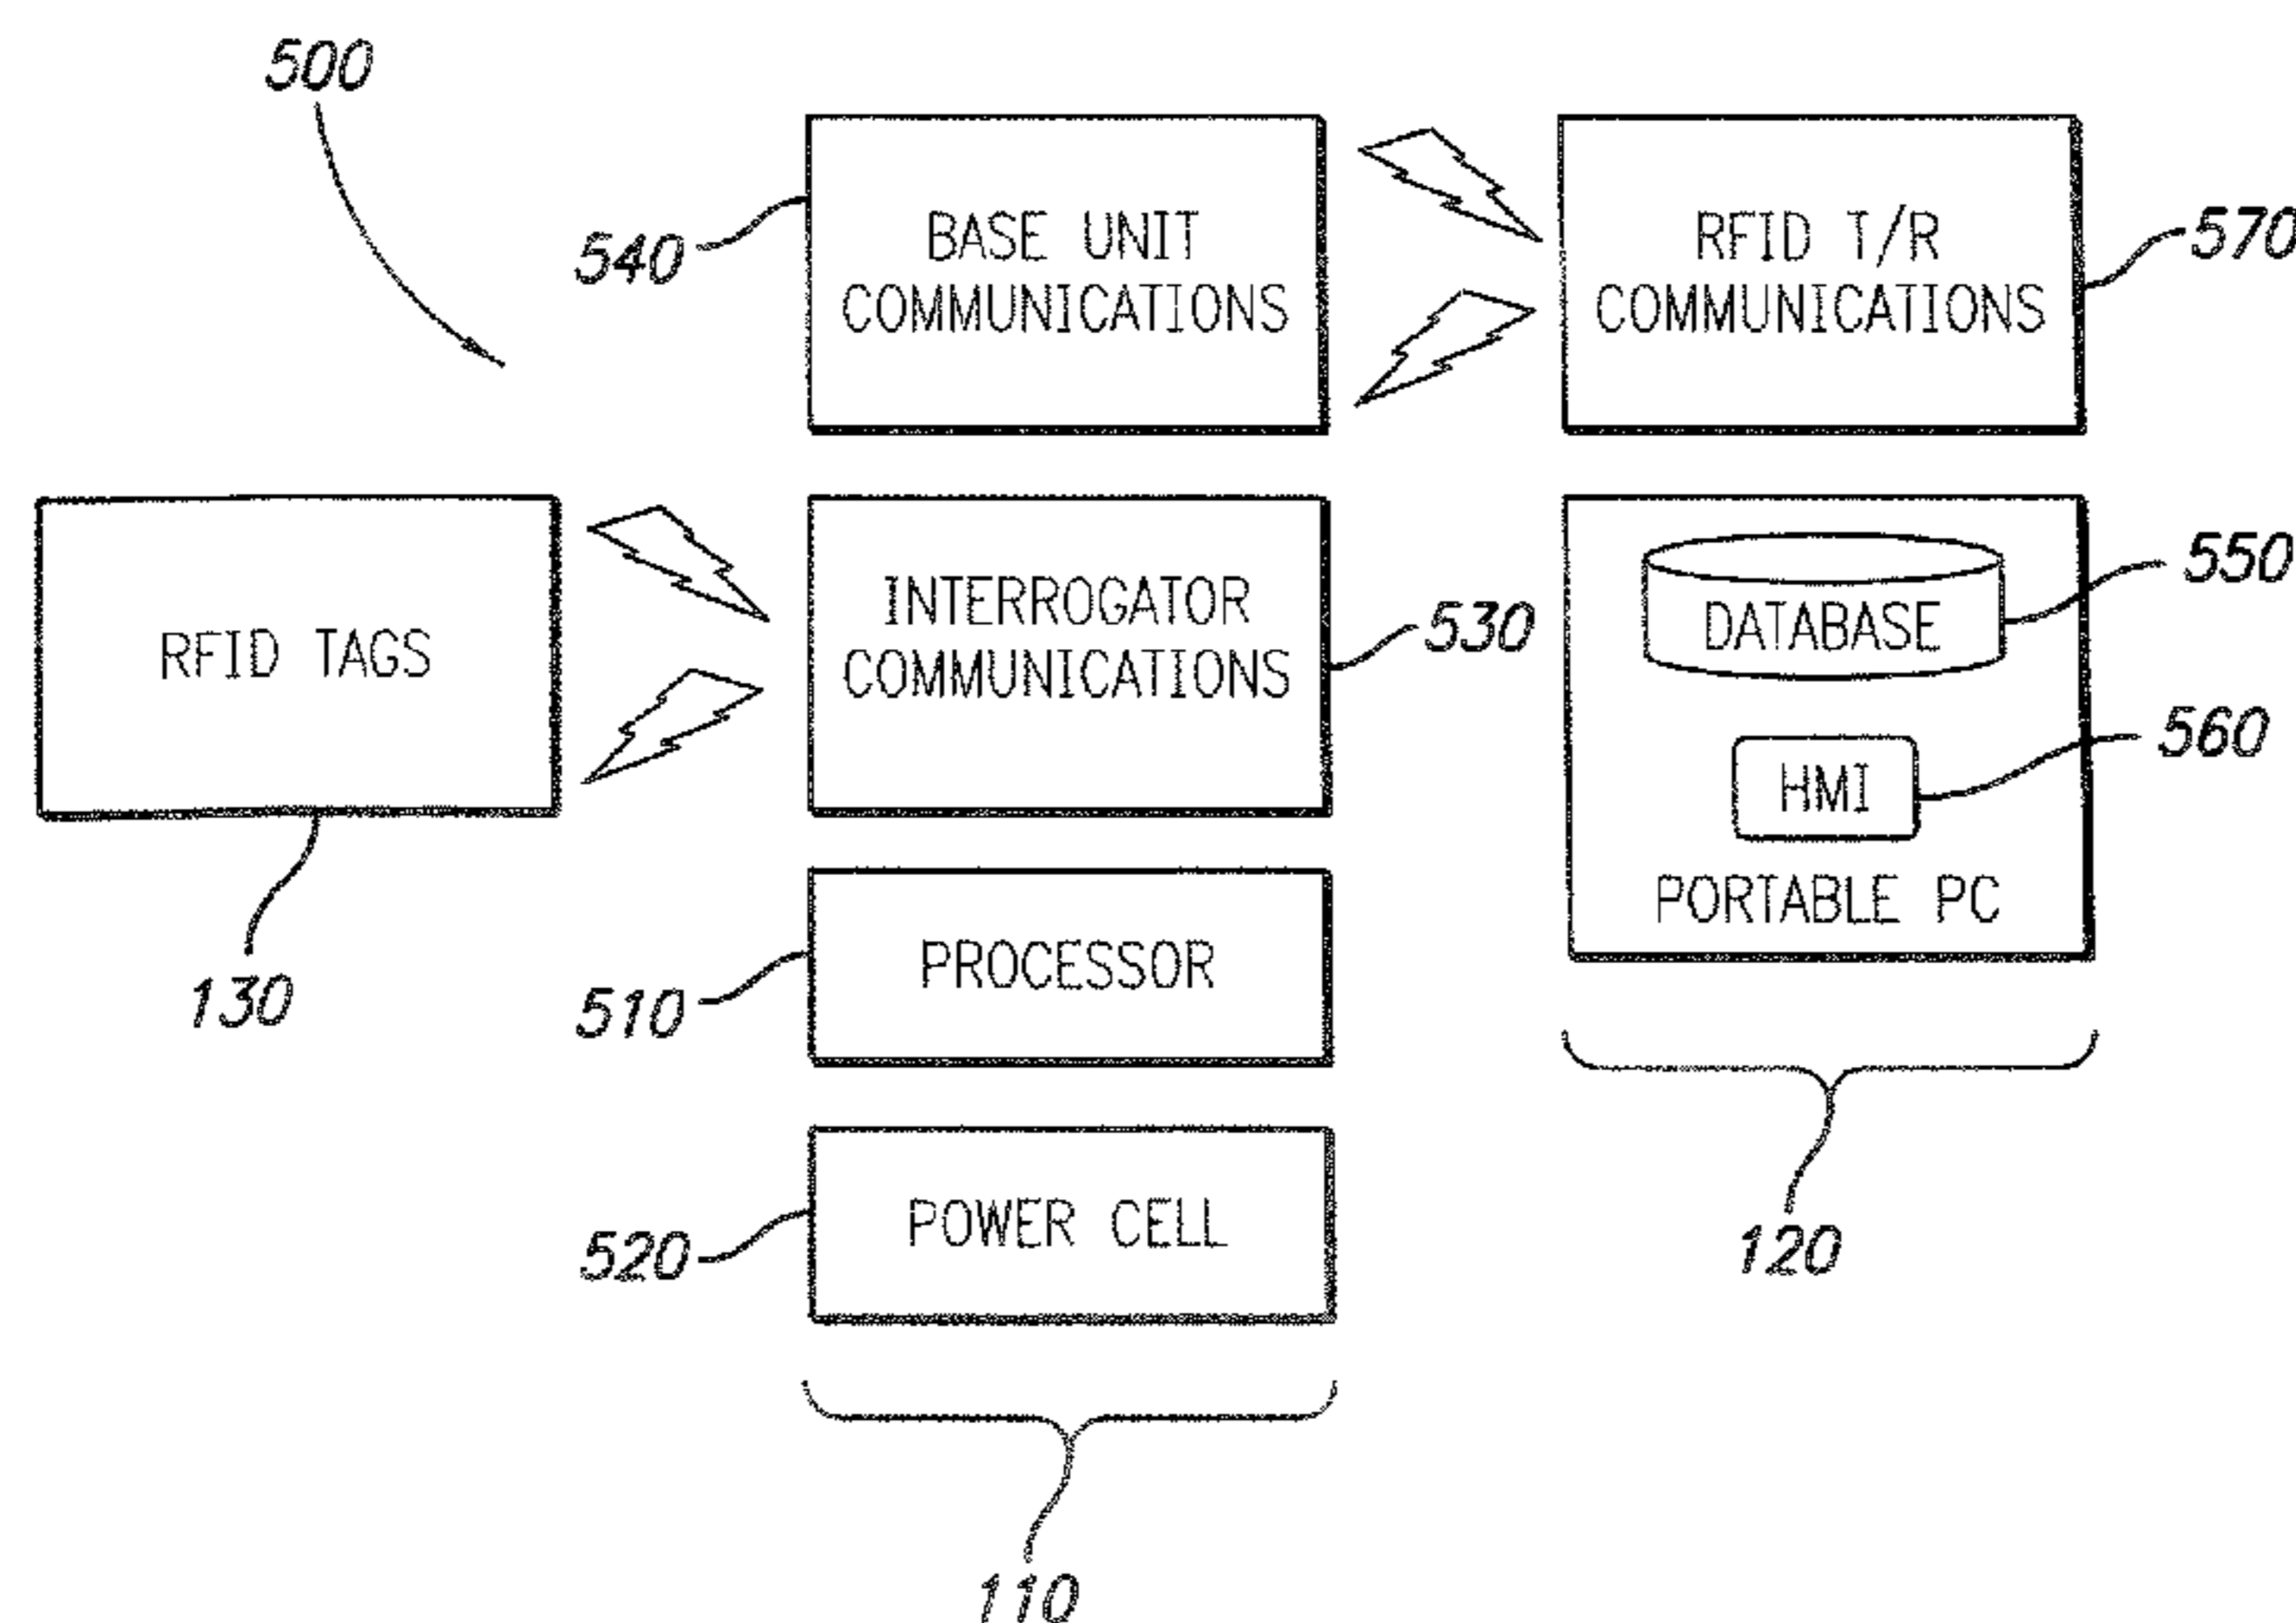 500
540
BASE UNIT
COMMUNICATIONS
RFID T/R
COMMUNICATIONS
570
RFID TAGS
130
INTERROGATOR
COMMUNICATIONS
530
DATABASE
550
HMI
560
PORTABLE PC
PROCESSOR
510
120
POWER CELL
520
110